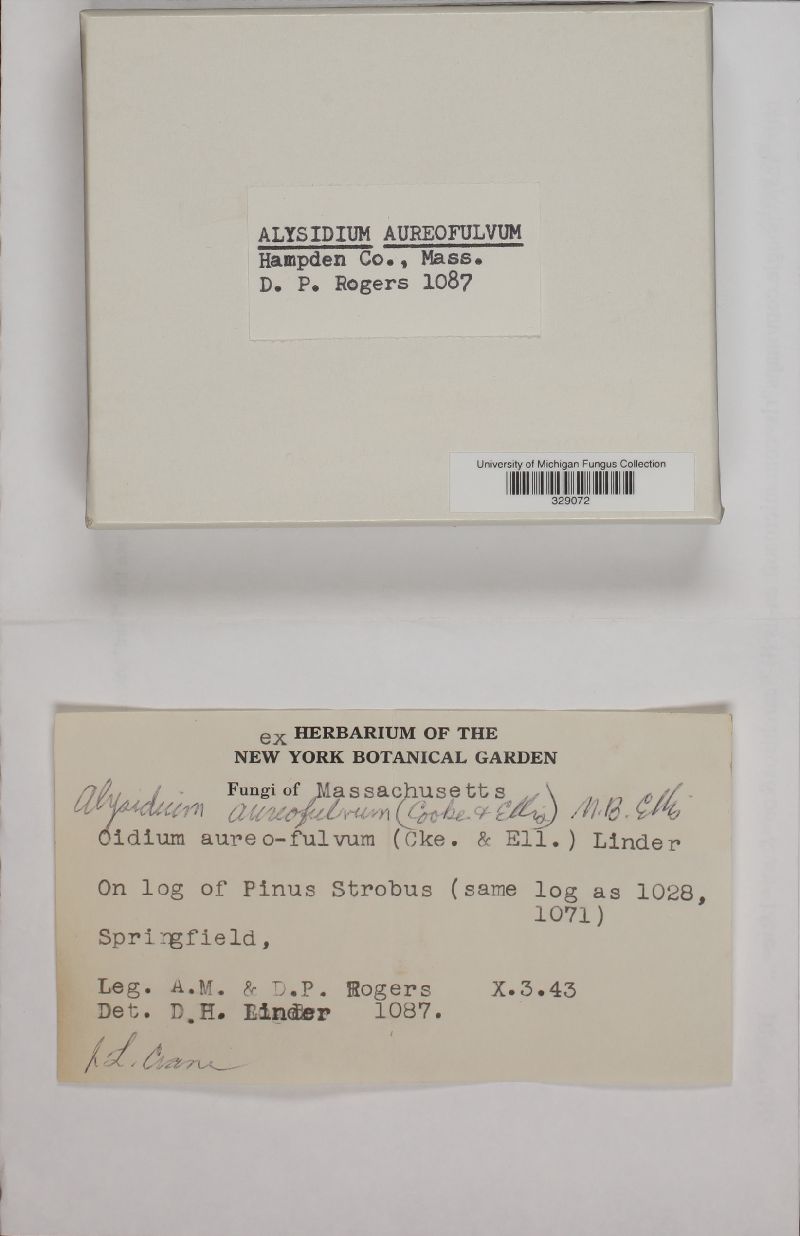 ALYSIDIUM AUREOFULVUM
Hampden Co., Mass.
D. P. Rogers 1087
University of Michigan Fungus Collection
329072
ex HERBARIUM OF THE
NEW YORK BOTANICAL GARDEN
Fungi of Massachusetts
Alysidium aureofulvum (Cooke & Ellis) M.B. Ellis
Oidium aureo-fulvum (Cke. & Ell.) Linder
On log of Pinus Strobus (same log as 1028,
1071)
Springfield,
Leg. A.M. & D.P. Rogers X.3.43
Det. D.H. Linder 1087.
J.L. Crane